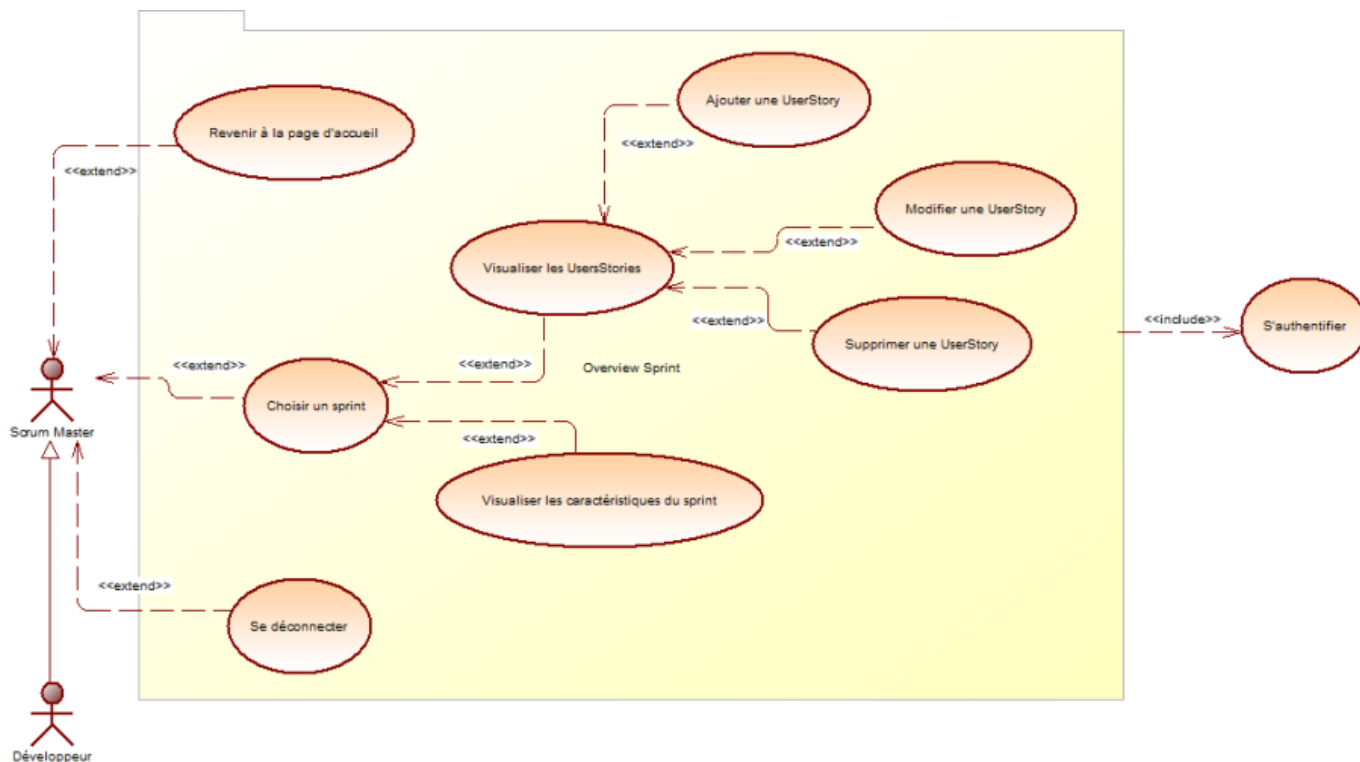 Ajouter une UserStory
Revenir à la page d'accueil
<<extend>>
<<extend>>
Modifier une UserStory
<<extend>>
Visualiser les UsersStories
<<extend>>
<<include>>
S'authentifier
Supprimer une UserStory
<<extend>>
<<extend>>
Overview Sprint
Choisir un sprint
Scrum Master
<<extend>>
Visualiser les caractéristiques du sprint
<<extend>>
Se déconnecter
Développeur